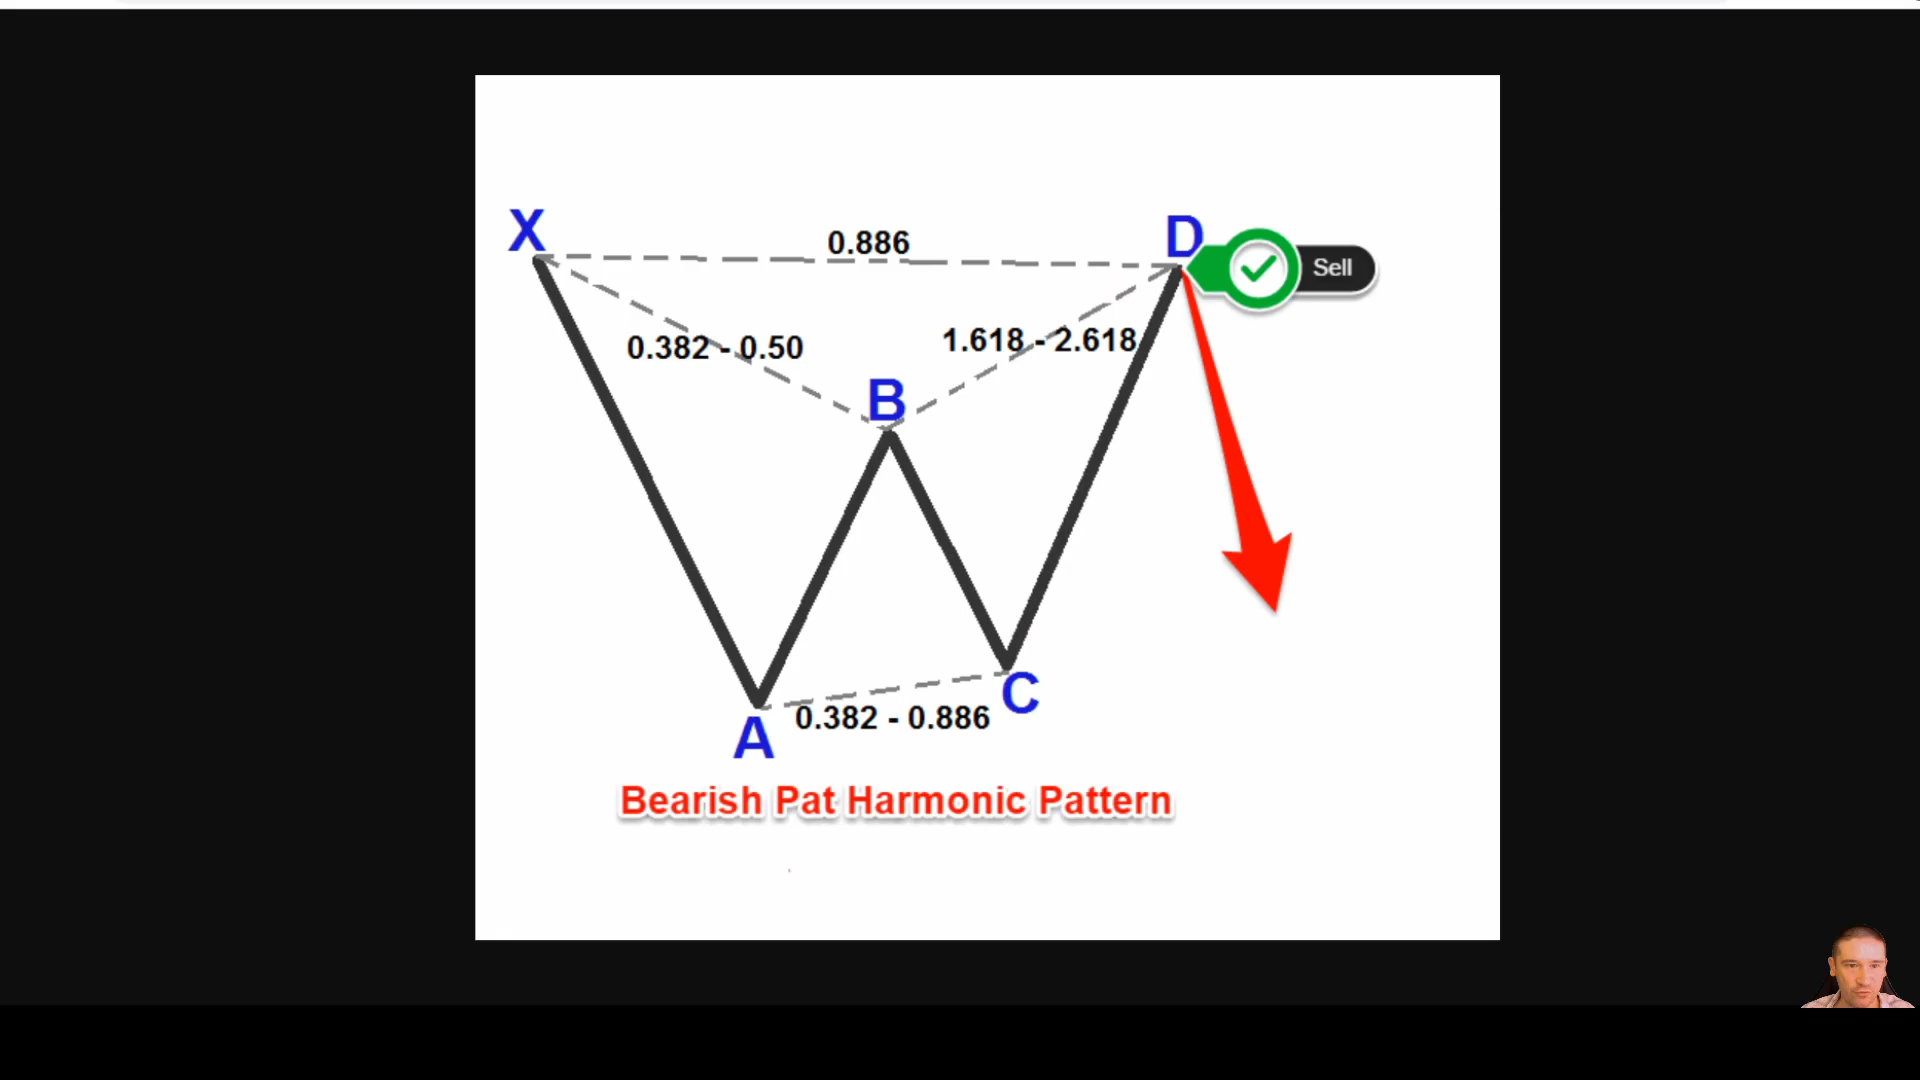 X
0.886
D
Sell
0.382 - 0.50
1.618 - 2.618
B
C
0.382 - 0.886
A
Bearish Pat Harmonic Pattern